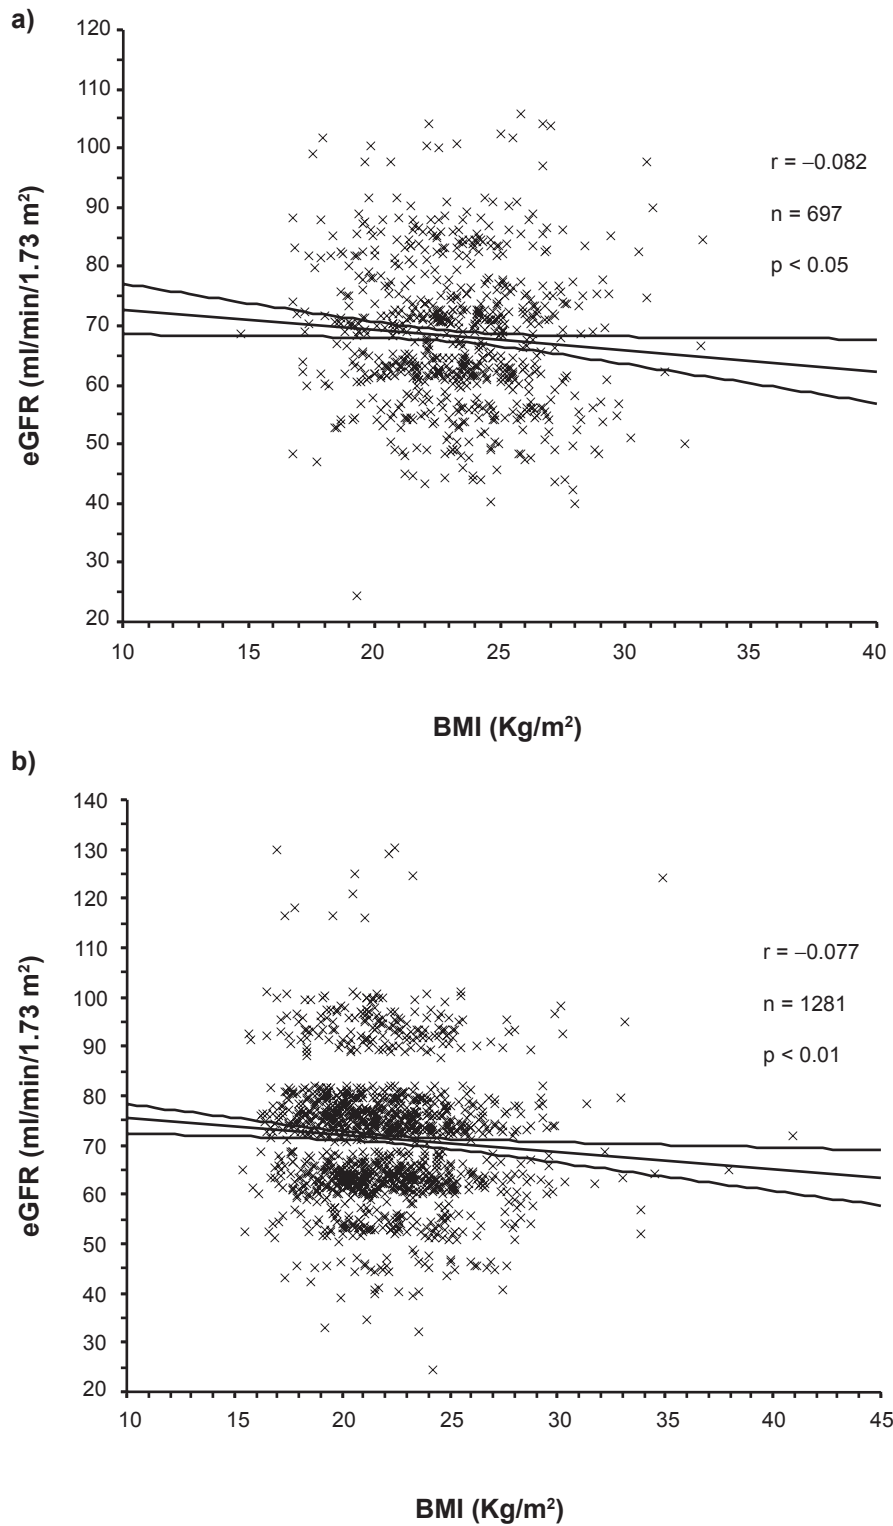 a)
120
110
100
90
80
70
60
50
40
30
20
eGFR (ml/min/1.73 m²)
r = –0.082
n = 697
p < 0.05
10 15 20 25 30 35 40
BMI (Kg/m²)
b)
140
130
120
110
100
90
80
70
60
50
40
30
20
eGFR (ml/min/1.73 m²)
r = –0.077
n = 1281
p < 0.01
10 15 20 25 30 35 40 45
BMI (Kg/m²)